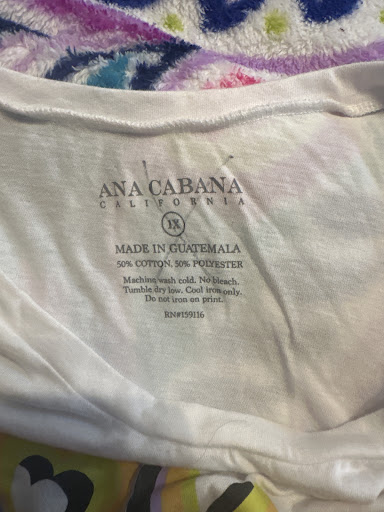 ANA CABANA
CALIFORNIA
1X
MADE IN GUATEMALA
50% COTTON, 50% POLYESTER
Machine wash cold. No bleach.
Tumble dry low. Cool iron only.
Do not iron on print.
RN#159116